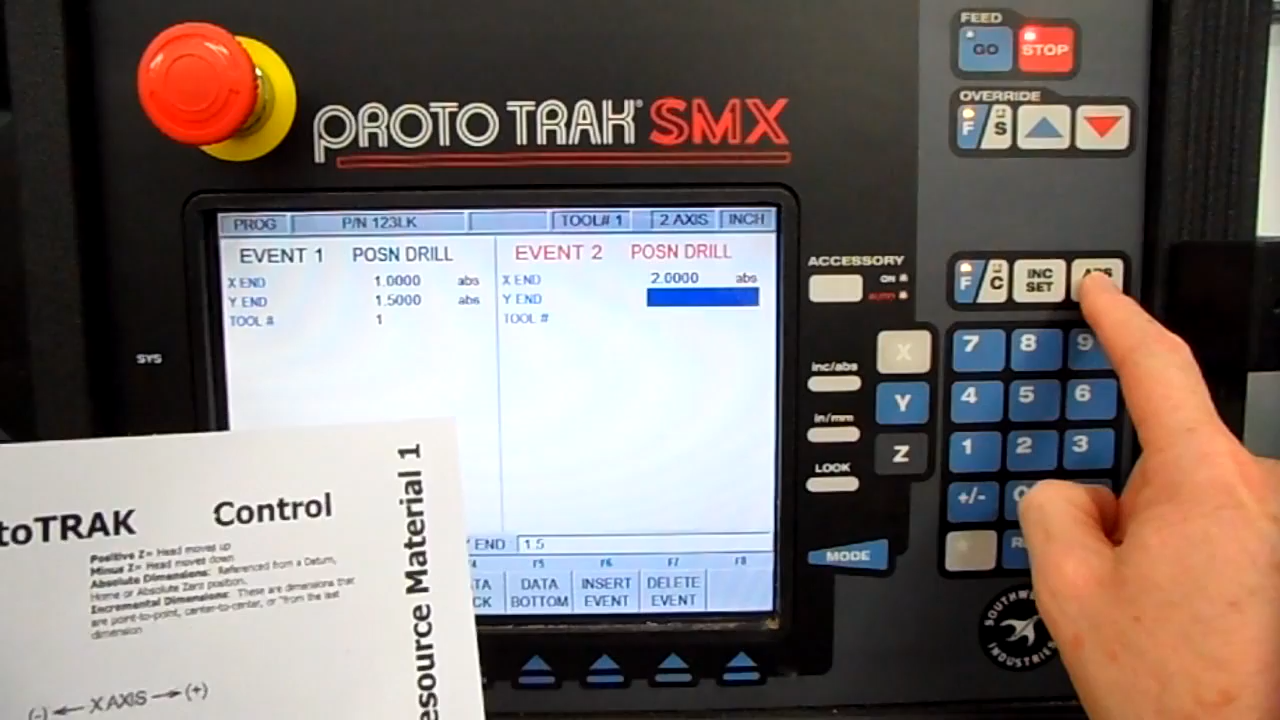 FEED
GO STOP
OVERRIDE
F/S
PROTO TRAK® SMX
PROG P/N 123LK TOOL# 1 2 AXIS INCH
EVENT 1 POSN DRILL
X END 1.0000 abs
Y END 1.5000 abs
TOOL # 1
EVENT 2 POSN DRILL
X END 2.0000 abs
Y END
TOOL #
END 1.5
F5 F6 F7 F8
DATA BOTTOM
INSERT EVENT
DELETE EVENT
SYS
ACCESSORY
ON
AUTO
inc/abs
in/mm
LOOK
F/C
INC SET
ABS
X
Y
Z
7 8 9
4 5 6
1 2 3
+/-
MODE
INDUSTRIES
toTRAK Control
Positive Z= Head moves up
Minus Z= Head moves down
Absolute Dimensions: Referenced from a Datum,
Home or Absolute Zero position.
Incremental Dimensions: These are dimensions that
are point-to-point, center-to-center, or "from the last
dimension
(-) X AXIS (+)
esource Material 1